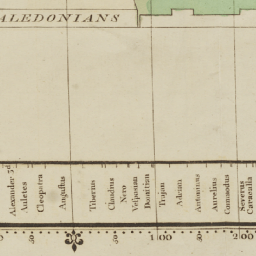 ALEDONIANS
Alexander 3d
Auletes
Cleopatra
Auguſtus
Tiberius
Claudius
Nero
Veſpaſian
Domitian
Trajan
Adrian
Antoninus
Aurelius
Commodus
Severus
Caracalla
50
50
100
50
200